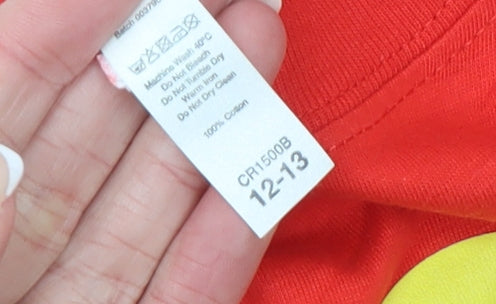 Machine Wash 40°C
Do Not Bleach
Do Not Tumble Dry
Warm Iron
Do Not Dry Clean
100% Cotton
CR1500B
12-13